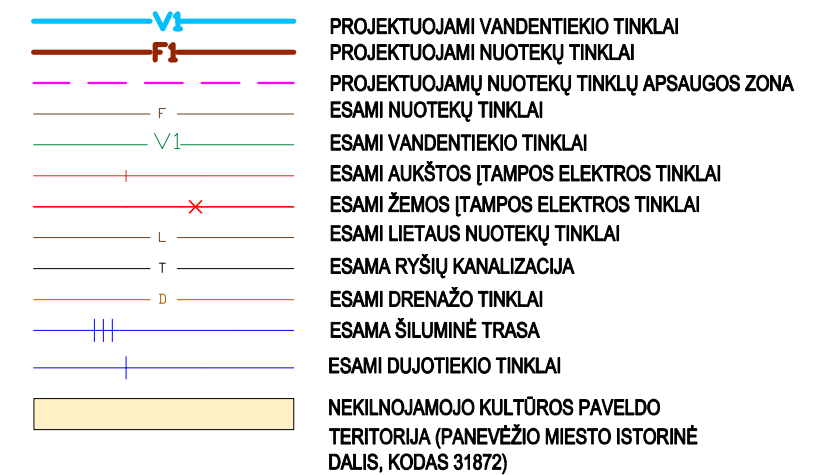 V1 PROJEKTUOJAMI VANDENTIEKIO TINKLAI
F1 PROJEKTUOJAMI NUOTEKŲ TINKLAI
PROJEKTUOJAMŲ NUOTEKŲ TINKLŲ APSAUGOS ZONA
F ESAMI NUOTEKŲ TINKLAI
V1 ESAMI VANDENTIEKIO TINKLAI
ESAMI AUKŠTOS ĮTAMPOS ELEKTROS TINKLAI
ESAMI ŽEMOS ĮTAMPOS ELEKTROS TINKLAI
L ESAMI LIETAUS NUOTEKŲ TINKLAI
T ESAMA RYŠIŲ KANALIZACIJA
D ESAMI DRENAŽO TINKLAI
ESAMA ŠILUMINĖ TRASA
ESAMI DUJOTIEKIO TINKLAI
NEKILNOJAMOJO KULTŪROS PAVELDO
TERITORIJA (PANEVĖŽIO MIESTO ISTORINĖ
DALIS, KODAS 31872)